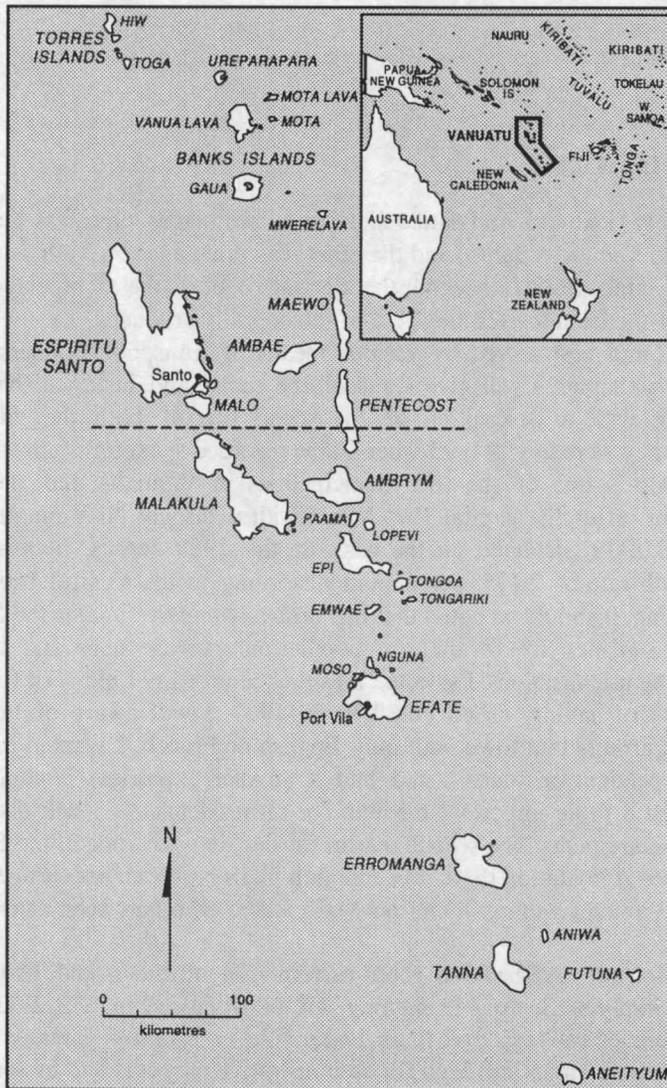 HIW
TORRES
ISLANDS
TOGA
UREPARAPARA
MOTA LAVA
VANUA LAVA
MOTA
BANKS ISLANDS
GAUA
MWERELAVA
NAURU
KIRIBATI
KIRIBATI
PAPUA
NEW GUINEA
SOLOMON
IS
TUVALU
TOKELAU
W.
SAMOA
VANUATU
FIJI
TONGA
NEW
CALEDONIA
AUSTRALIA
NEW
ZEALAND
MAEWO
ESPIRITU
SANTO
AMBAE
Santo
MALO
PENTECOST
AMBRYM
MALAKULA
PAAMA
LOPEVI
EPI
TONGOA
TONGARIKI
EMWAE
NGUNA
MOSO
EFATE
Port Vila
N
ERROMANGA
ANIWA
TANNA
FUTUNA
0 100
kilometres
ANEITYUM